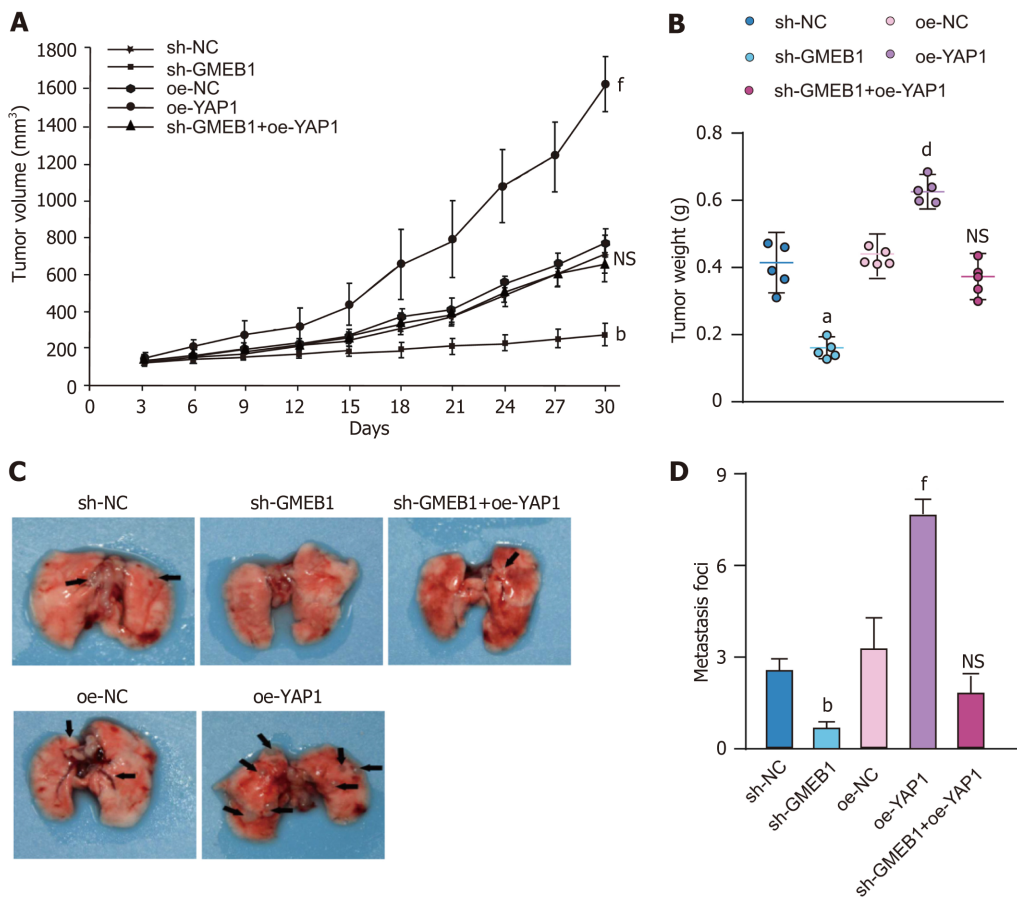 A
sh-NC
sh-GMEB1
oe-NC
oe-YAP1
sh-GMEB1+oe-YAP1
Tumor volume (mm³)
1800
1600
1400
1200
1000
800
600
400
200
0
0 3 6 9 12 15 18 21 24 27 30
Days
f
NS
b
B
sh-NC oe-NC
sh-GMEB1 oe-YAP1
sh-GMEB1+oe-YAP1
Tumor weight (g)
0.8
0.6
0.4
0.2
0
a
d
NS
C
sh-NC sh-GMEB1 sh-GMEB1+oe-YAP1
oe-NC oe-YAP1
D
Metastasis foci
9
6
3
0
b
f
NS
sh-NC
sh-GMEB1
oe-NC
oe-YAP1
sh-GMEB1+oe-YAP1